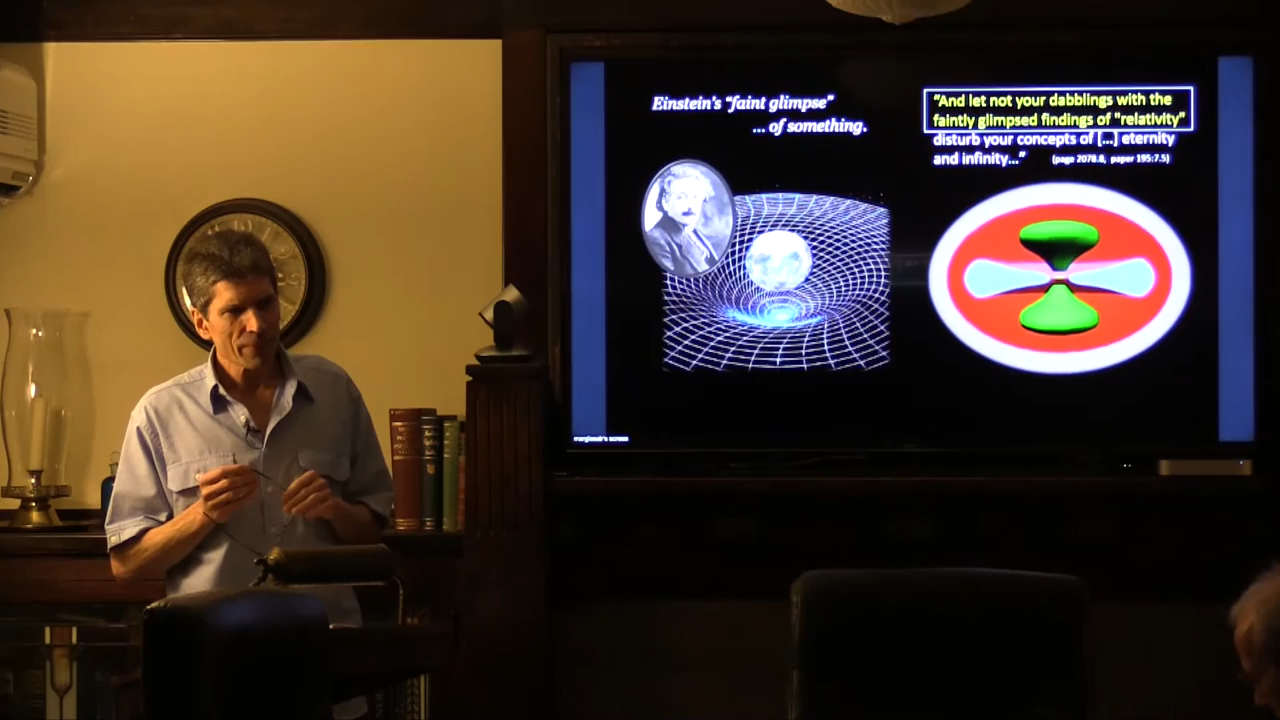 Einstein's "faint glimpse"
... of something.
"And let not your dabblings with the
faintly glimpsed findings of "relativity"
disturb your concepts of [...] eternity
and infinity..." (page 2078.8, paper 195:7.5)